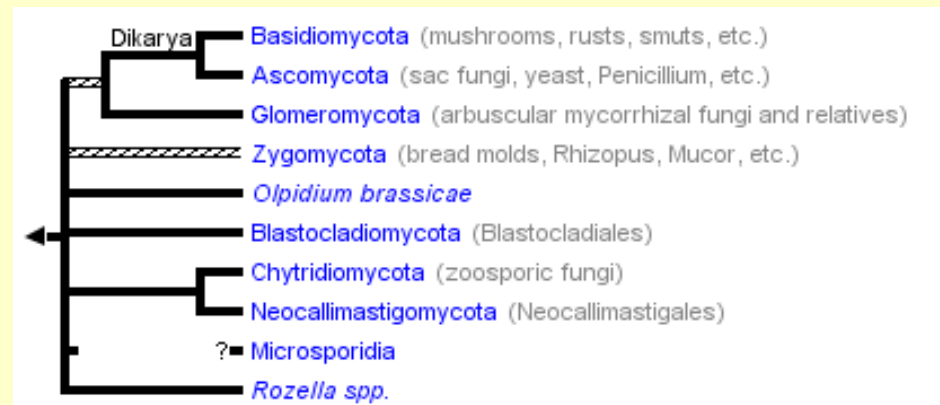 Dikarya
Basidiomycota (mushrooms, rusts, smuts, etc.)
Ascomycota (sac fungi, yeast, Penicillium, etc.)
Glomeromycota (arbuscular mycorrhizal fungi and relatives)
Zygomycota (bread molds, Rhizopus, Mucor, etc.)
Olpidium brassicae
Blastocladiomycota (Blastocladiales)
Chytridiomycota (zoosporic fungi)
Neocallimastigomycota (Neocallimastigales)
? Microsporidia
Rozella spp.